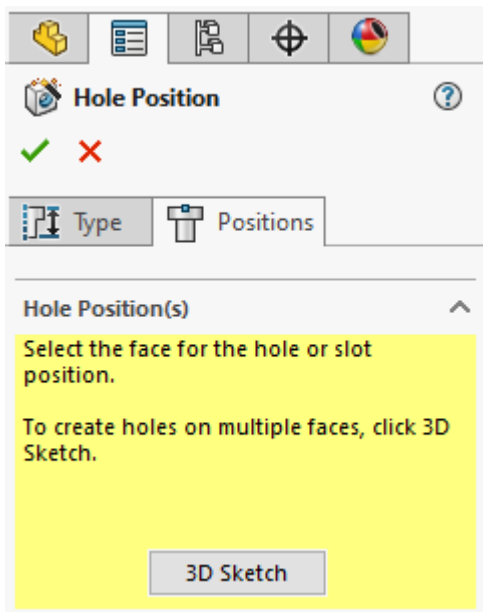 Hole Position
?
Type
Positions
Hole Position(s)
Select the face for the hole or slot
position.
To create holes on multiple faces, click 3D
Sketch.
3D Sketch